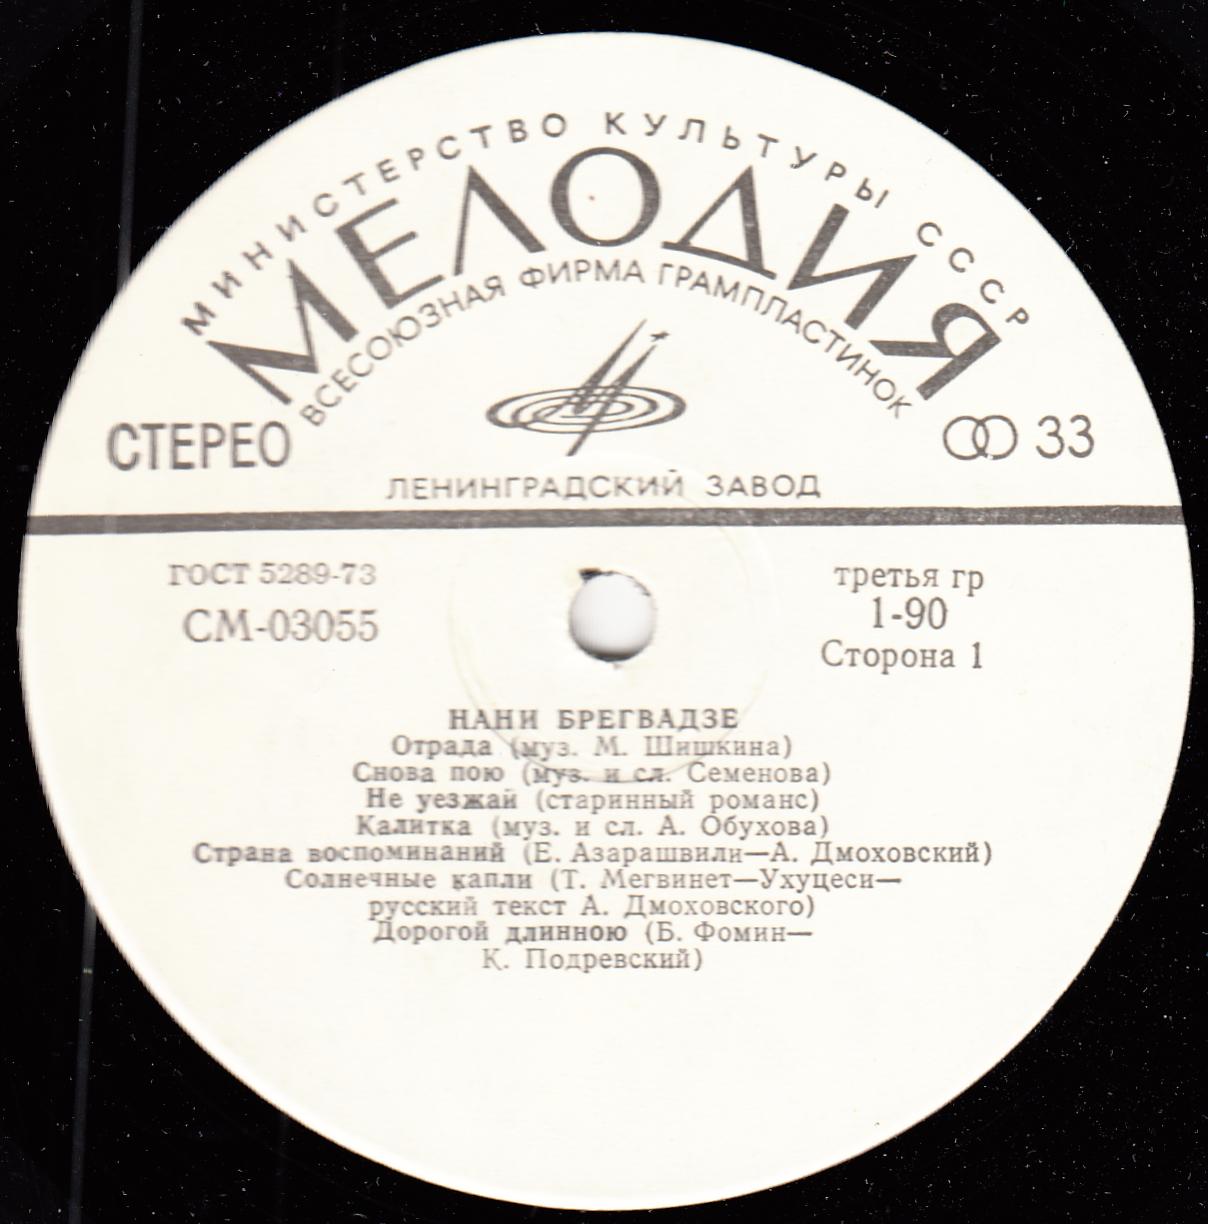 МИНИСТЕРСТВО КУЛЬТУРЫ СССР
МЕЛОДИЯ
ВСЕСОЮЗНАЯ ФИРМА ГРАМПЛАСТИНОК
СТЕРЕО
33
ЛЕНИНГРАДСКИЙ ЗАВОД
ГОСТ 5289-73
СМ-03055
третья гр
1-90
Сторона 1
НАНИ БРЕГВАДЗЕ
Отрада (муз. М. Шишкина)
Снова пою (муз. и сл. Семенова)
Не уезжай (старинный романс)
Калитка (муз. и сл. А. Обухова)
Страна воспоминаний (Е. Азарашвили—А. Дмоховский)
Солнечные капли (Т. Мегвинет—Ухуцеси—
русский текст А. Дмоховского)
Дорогой длинною (Б. Фомин—
К. Подревский)